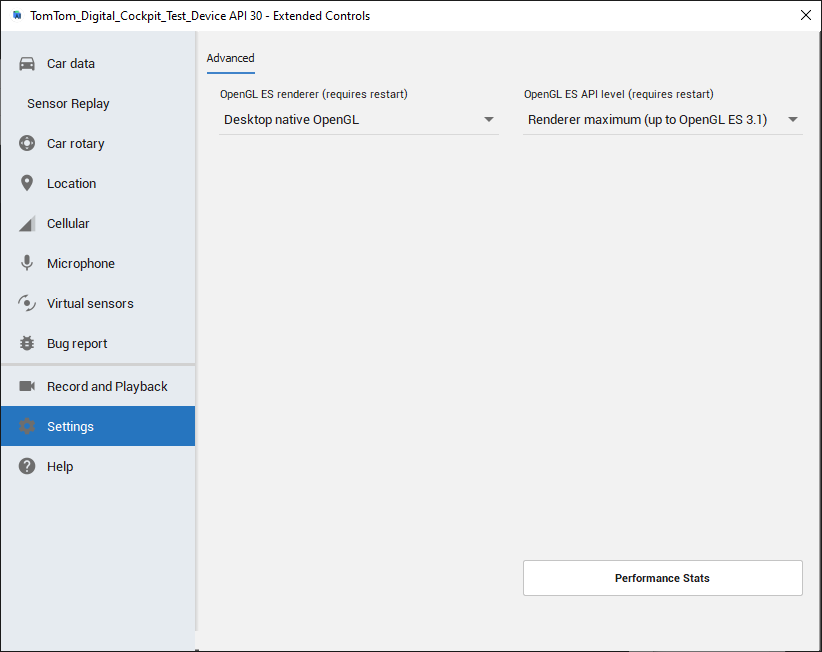 TomTom_Digital_Cockpit_Test_Device API 30 - Extended Controls
Car data
Sensor Replay
Car rotary
Location
Cellular
Microphone
Virtual sensors
Bug report
Record and Playback
Settings
Help
Advanced
OpenGL ES renderer (requires restart)
Desktop native OpenGL
OpenGL ES API level (requires restart)
Renderer maximum (up to OpenGL ES 3.1)
Performance Stats